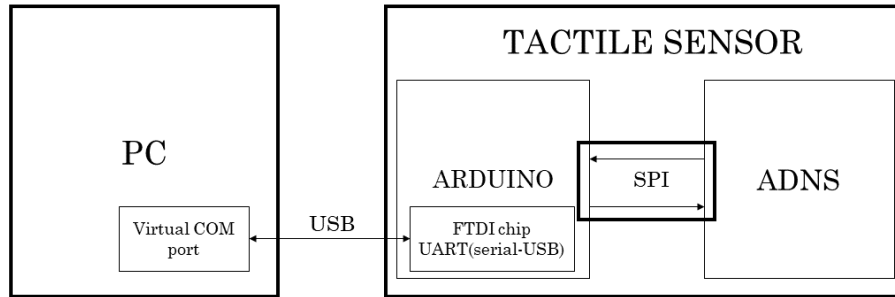 TACTILE SENSOR
PC
ARDUINO
SPI
ADNS
Virtual COM
port
USB
FTDI chip
UART(serial-USB)